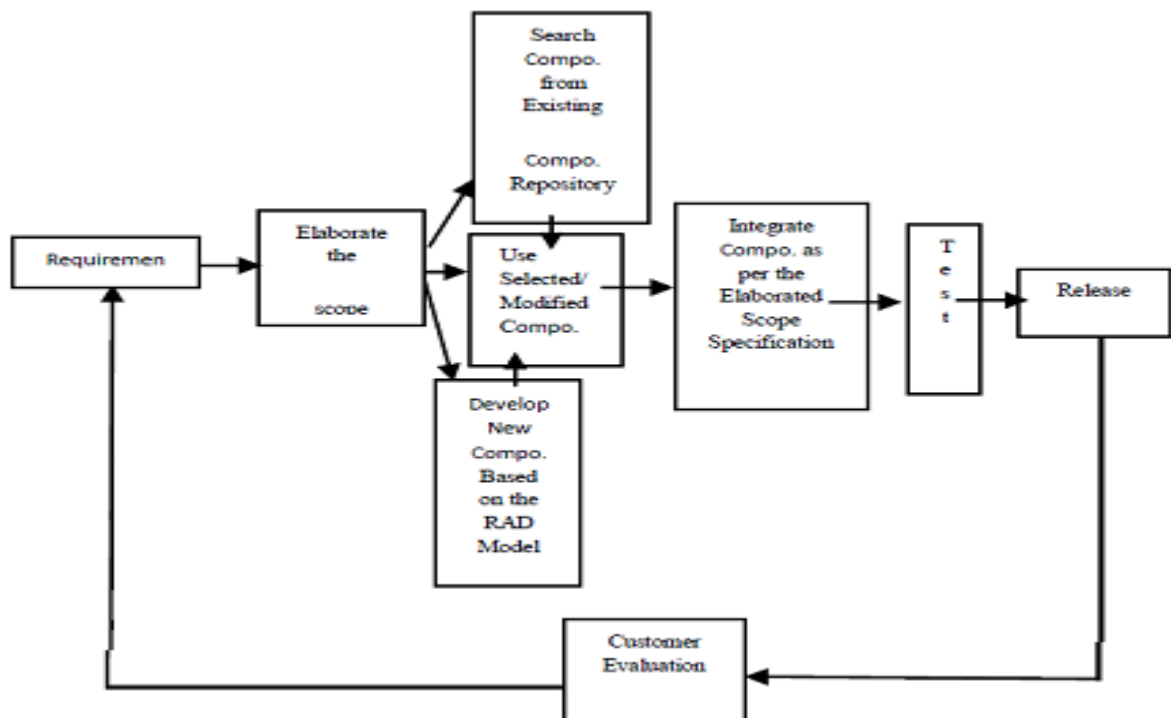 Search
Compo.
from
Existing
Compo.
Repository
Elaborate
the
scope
Requiremen
Use
Selected/
Modified
Compo.
Integrate
Compo. as
per the
Elaborated
Scope
Specification
T
e
s
t
Release
Develop
New
Compo.
Based
on the
RAD
Model
Customer
Evaluation